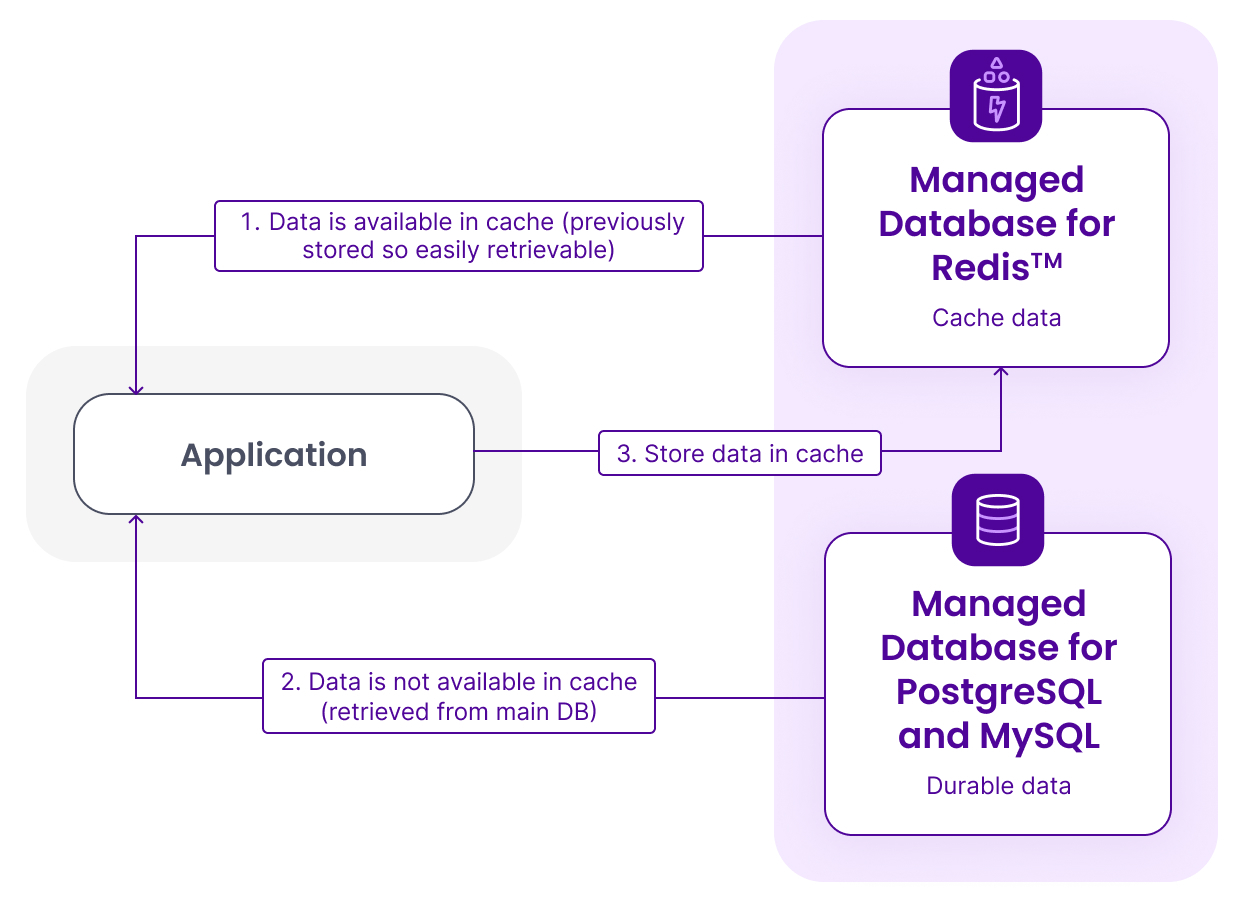 Managed
Database for
Redis™
Cache data
1. Data is available in cache (previously
stored so easily retrievable)
Application
3. Store data in cache
Managed
Database for
PostgreSQL
and MySQL
Durable data
2. Data is not available in cache
(retrieved from main DB)